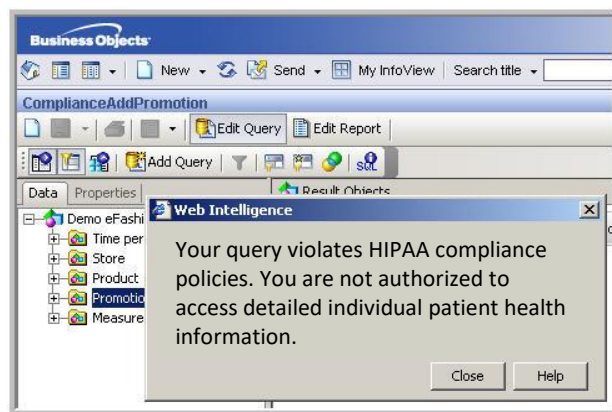 Business Objects
New Send My InfoView Search title
ComplianceAddPromotion
Edit Query Edit Report
Add Query SQL
Data Properties Result Objects
Demo eFashi
Time per
Store
Product
Promotio
Measure
Web Intelligence
Your query violates HIPAA compliance
policies. You are not authorized to
access detailed individual patient health
information.
Close Help